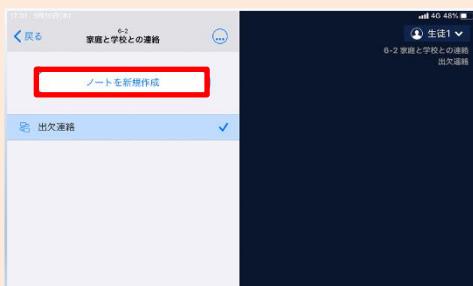 4G 48%
戻る
6-2
家庭と学校との連絡
生徒1
6-2 家庭と学校との連絡
出欠連絡
ノートを新規作成
出欠連絡